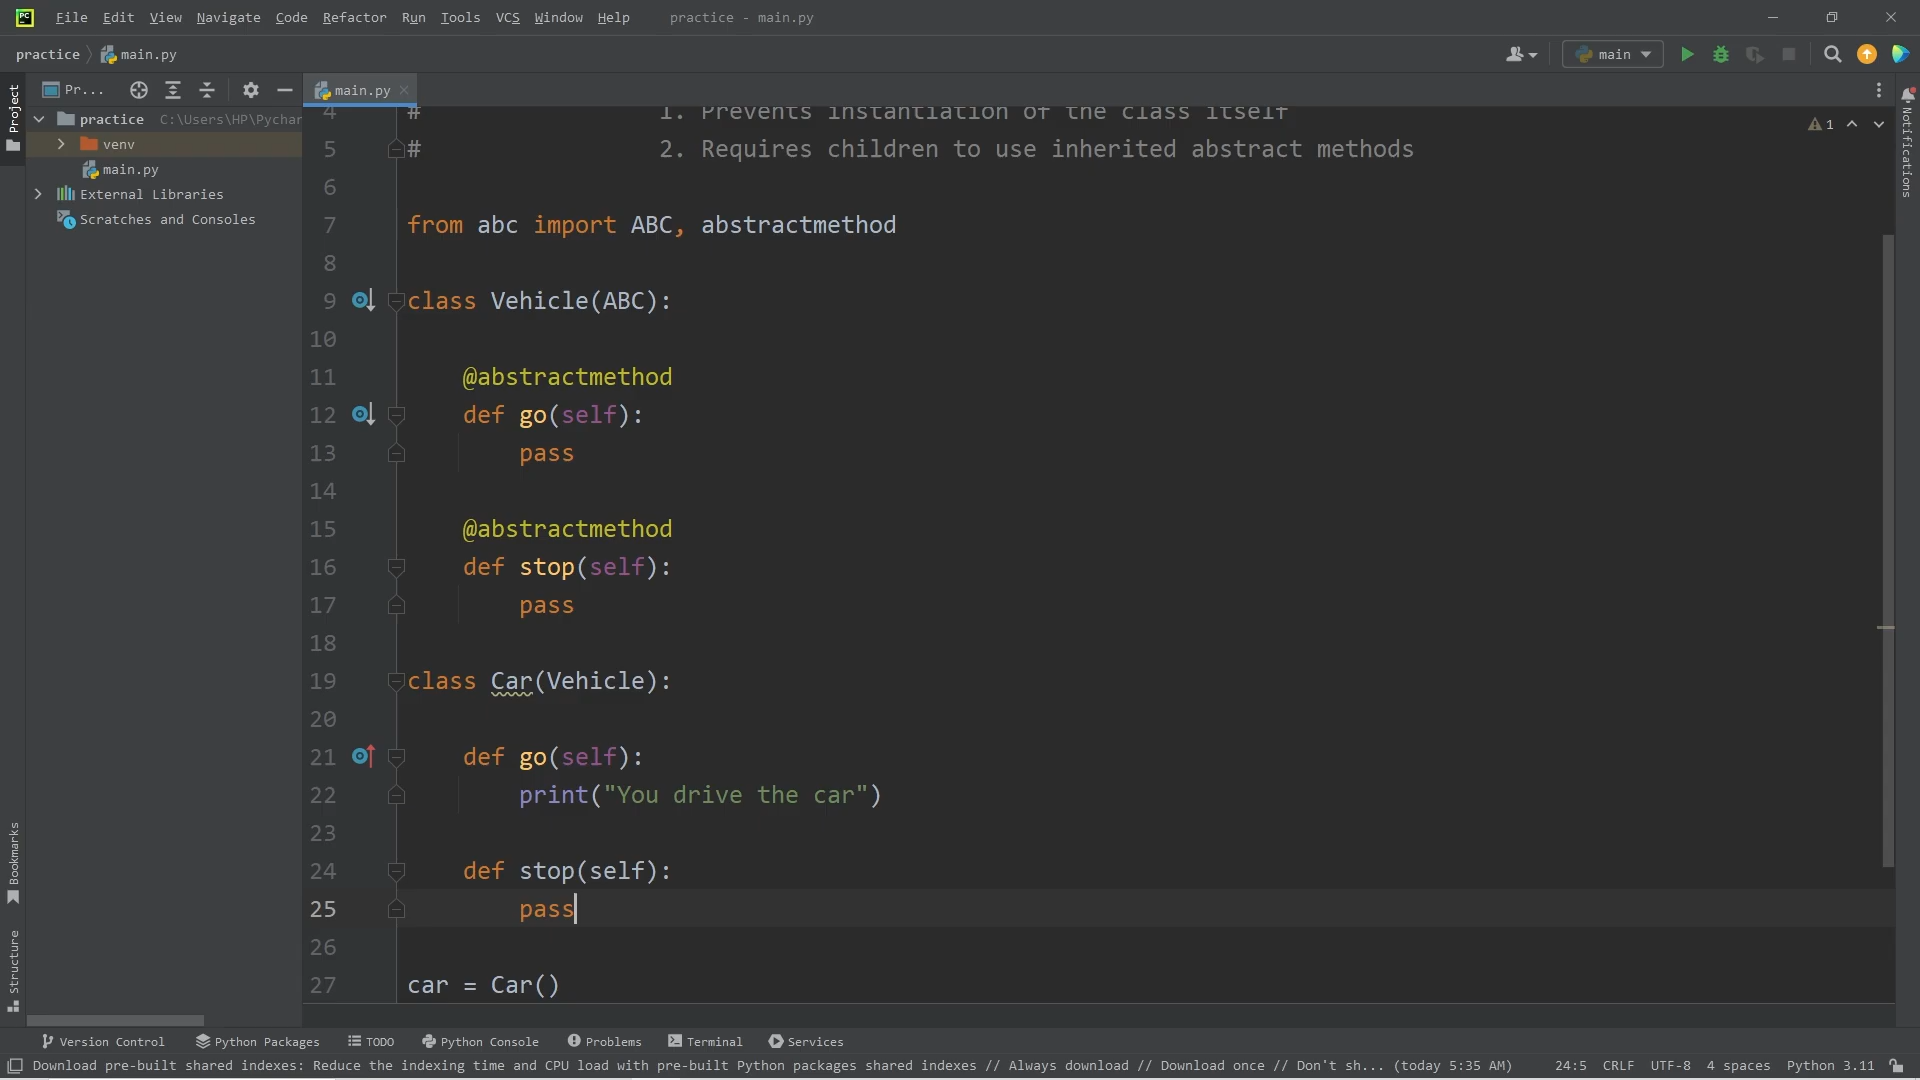 File Edit View Navigate Code Refactor Run Tools VCS Window Help practice - main.py
practice main.py main
Project Pr... main.py
practice C:\Users\HP\Pychar
venv
main.py
External Libraries
Scratches and Consoles
Bookmarks
Structure
Notifications
1
4 # 1. Prevents instantiation of the class itself
5 # 2. Requires children to use inherited abstract methods
6
7 from abc import ABC, abstractmethod
8
9 class Vehicle(ABC):
10
11 @abstractmethod
12 def go(self):
13 pass
14
15 @abstractmethod
16 def stop(self):
17 pass
18
19 class Car(Vehicle):
20
21 def go(self):
22 print("You drive the car")
23
24 def stop(self):
25 pass
26
27 car = Car()
Version Control Python Packages TODO Python Console Problems Terminal Services
Download pre-built shared indexes: Reduce the indexing time and CPU load with pre-built Python packages shared indexes // Always download // Download once // Don't sh... (today 5:35 AM) 24:5 CRLF UTF-8 4 spaces Python 3.11